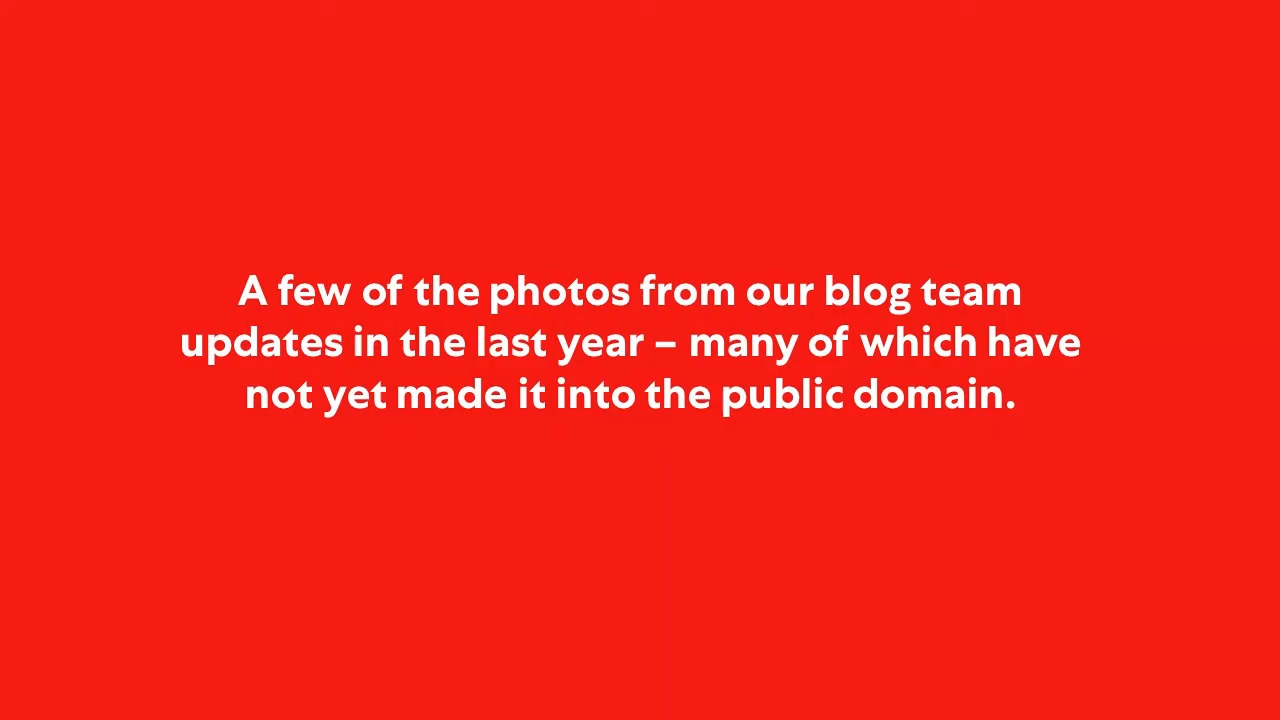 A few of the photos from our blog team
updates in the last year – many of which have
not yet made it into the public domain.